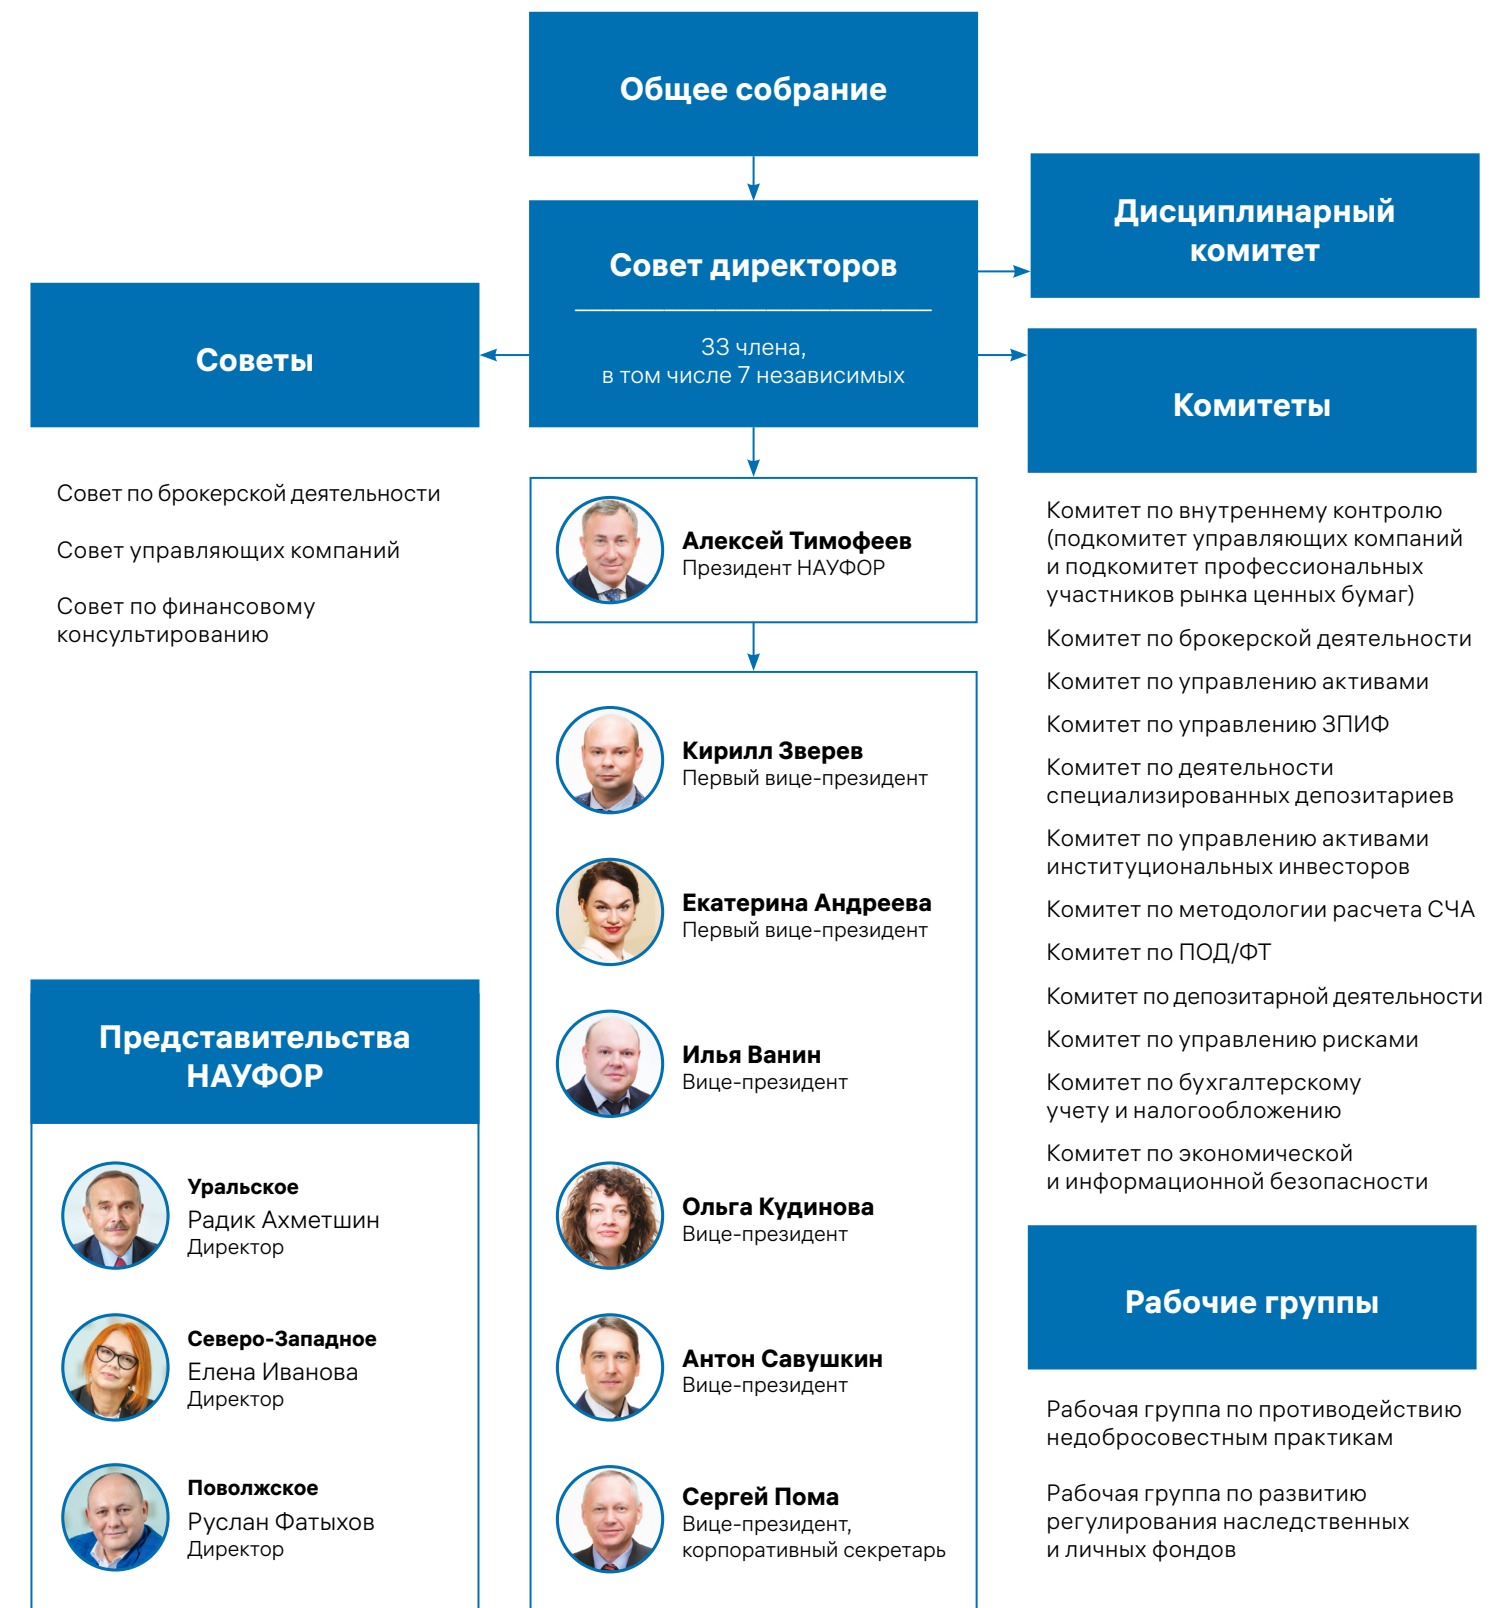 Общее собрание
Совет директоров
33 члена,
в том числе 7 независимых
Дисциплинарный
комитет
Советы
Совет по брокерской деятельности
Совет управляющих компаний
Совет по финансовому
консультированию
Комитеты
Комитет по внутреннему контролю
(подкомитет управляющих компаний
и подкомитет профессиональных
участников рынка ценных бумаг)
Комитет по брокерской деятельности
Комитет по управлению активами
Комитет по управлению ЗПИФ
Комитет по деятельности
специализированных депозитариев
Комитет по управлению активами
институциональных инвесторов
Комитет по методологии расчета СЧА
Комитет по ПОД/ФТ
Комитет по депозитарной деятельности
Комитет по управлению рисками
Комитет по бухгалтерскому
учету и налогообложению
Комитет по экономической
и информационной безопасности
Алексей Тимофеев
Президент НАУФОР
Кирилл Зверев
Первый вице-президент
Екатерина Андреева
Первый вице-президент
Илья Ванин
Вице-президент
Ольга Кудинова
Вице-президент
Антон Савушкин
Вице-президент
Сергей Пома
Вице-президент,
корпоративный секретарь
Представительства
НАУФОР
Уральское
Радик Ахметшин
Директор
Северо-Западное
Елена Иванова
Директор
Поволжское
Руслан Фатыхов
Директор
Рабочие группы
Рабочая группа по противодействию
недобросовестным практикам
Рабочая группа по развитию
регулирования наследственных
и личных фондов